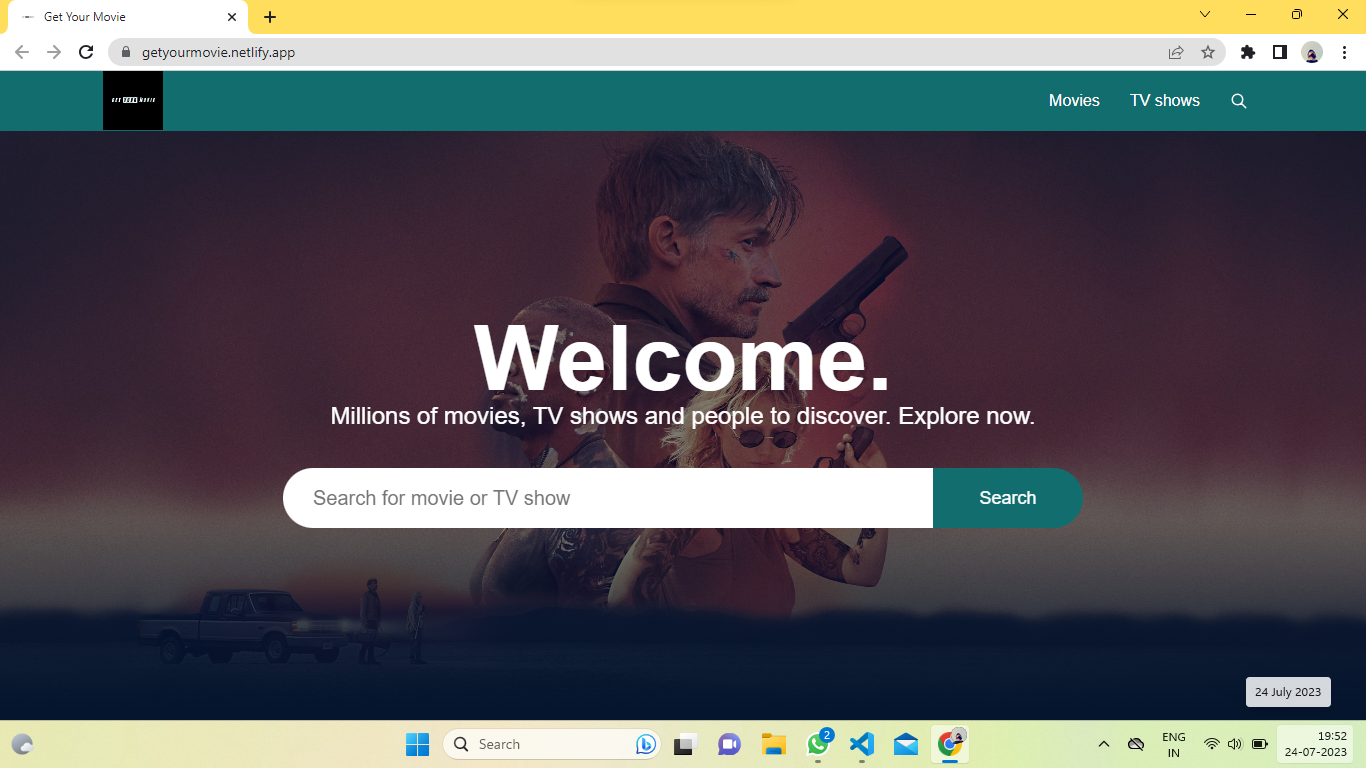 Get Your Movie
getyourmovie.netlify.app
GET YOUR MOVIE
Movies
TV shows
Welcome.
Millions of movies, TV shows and people to discover. Explore now.
Search for movie or TV show
Search
24 July 2023
Search
2
ENG
IN
19:52
24-07-2023